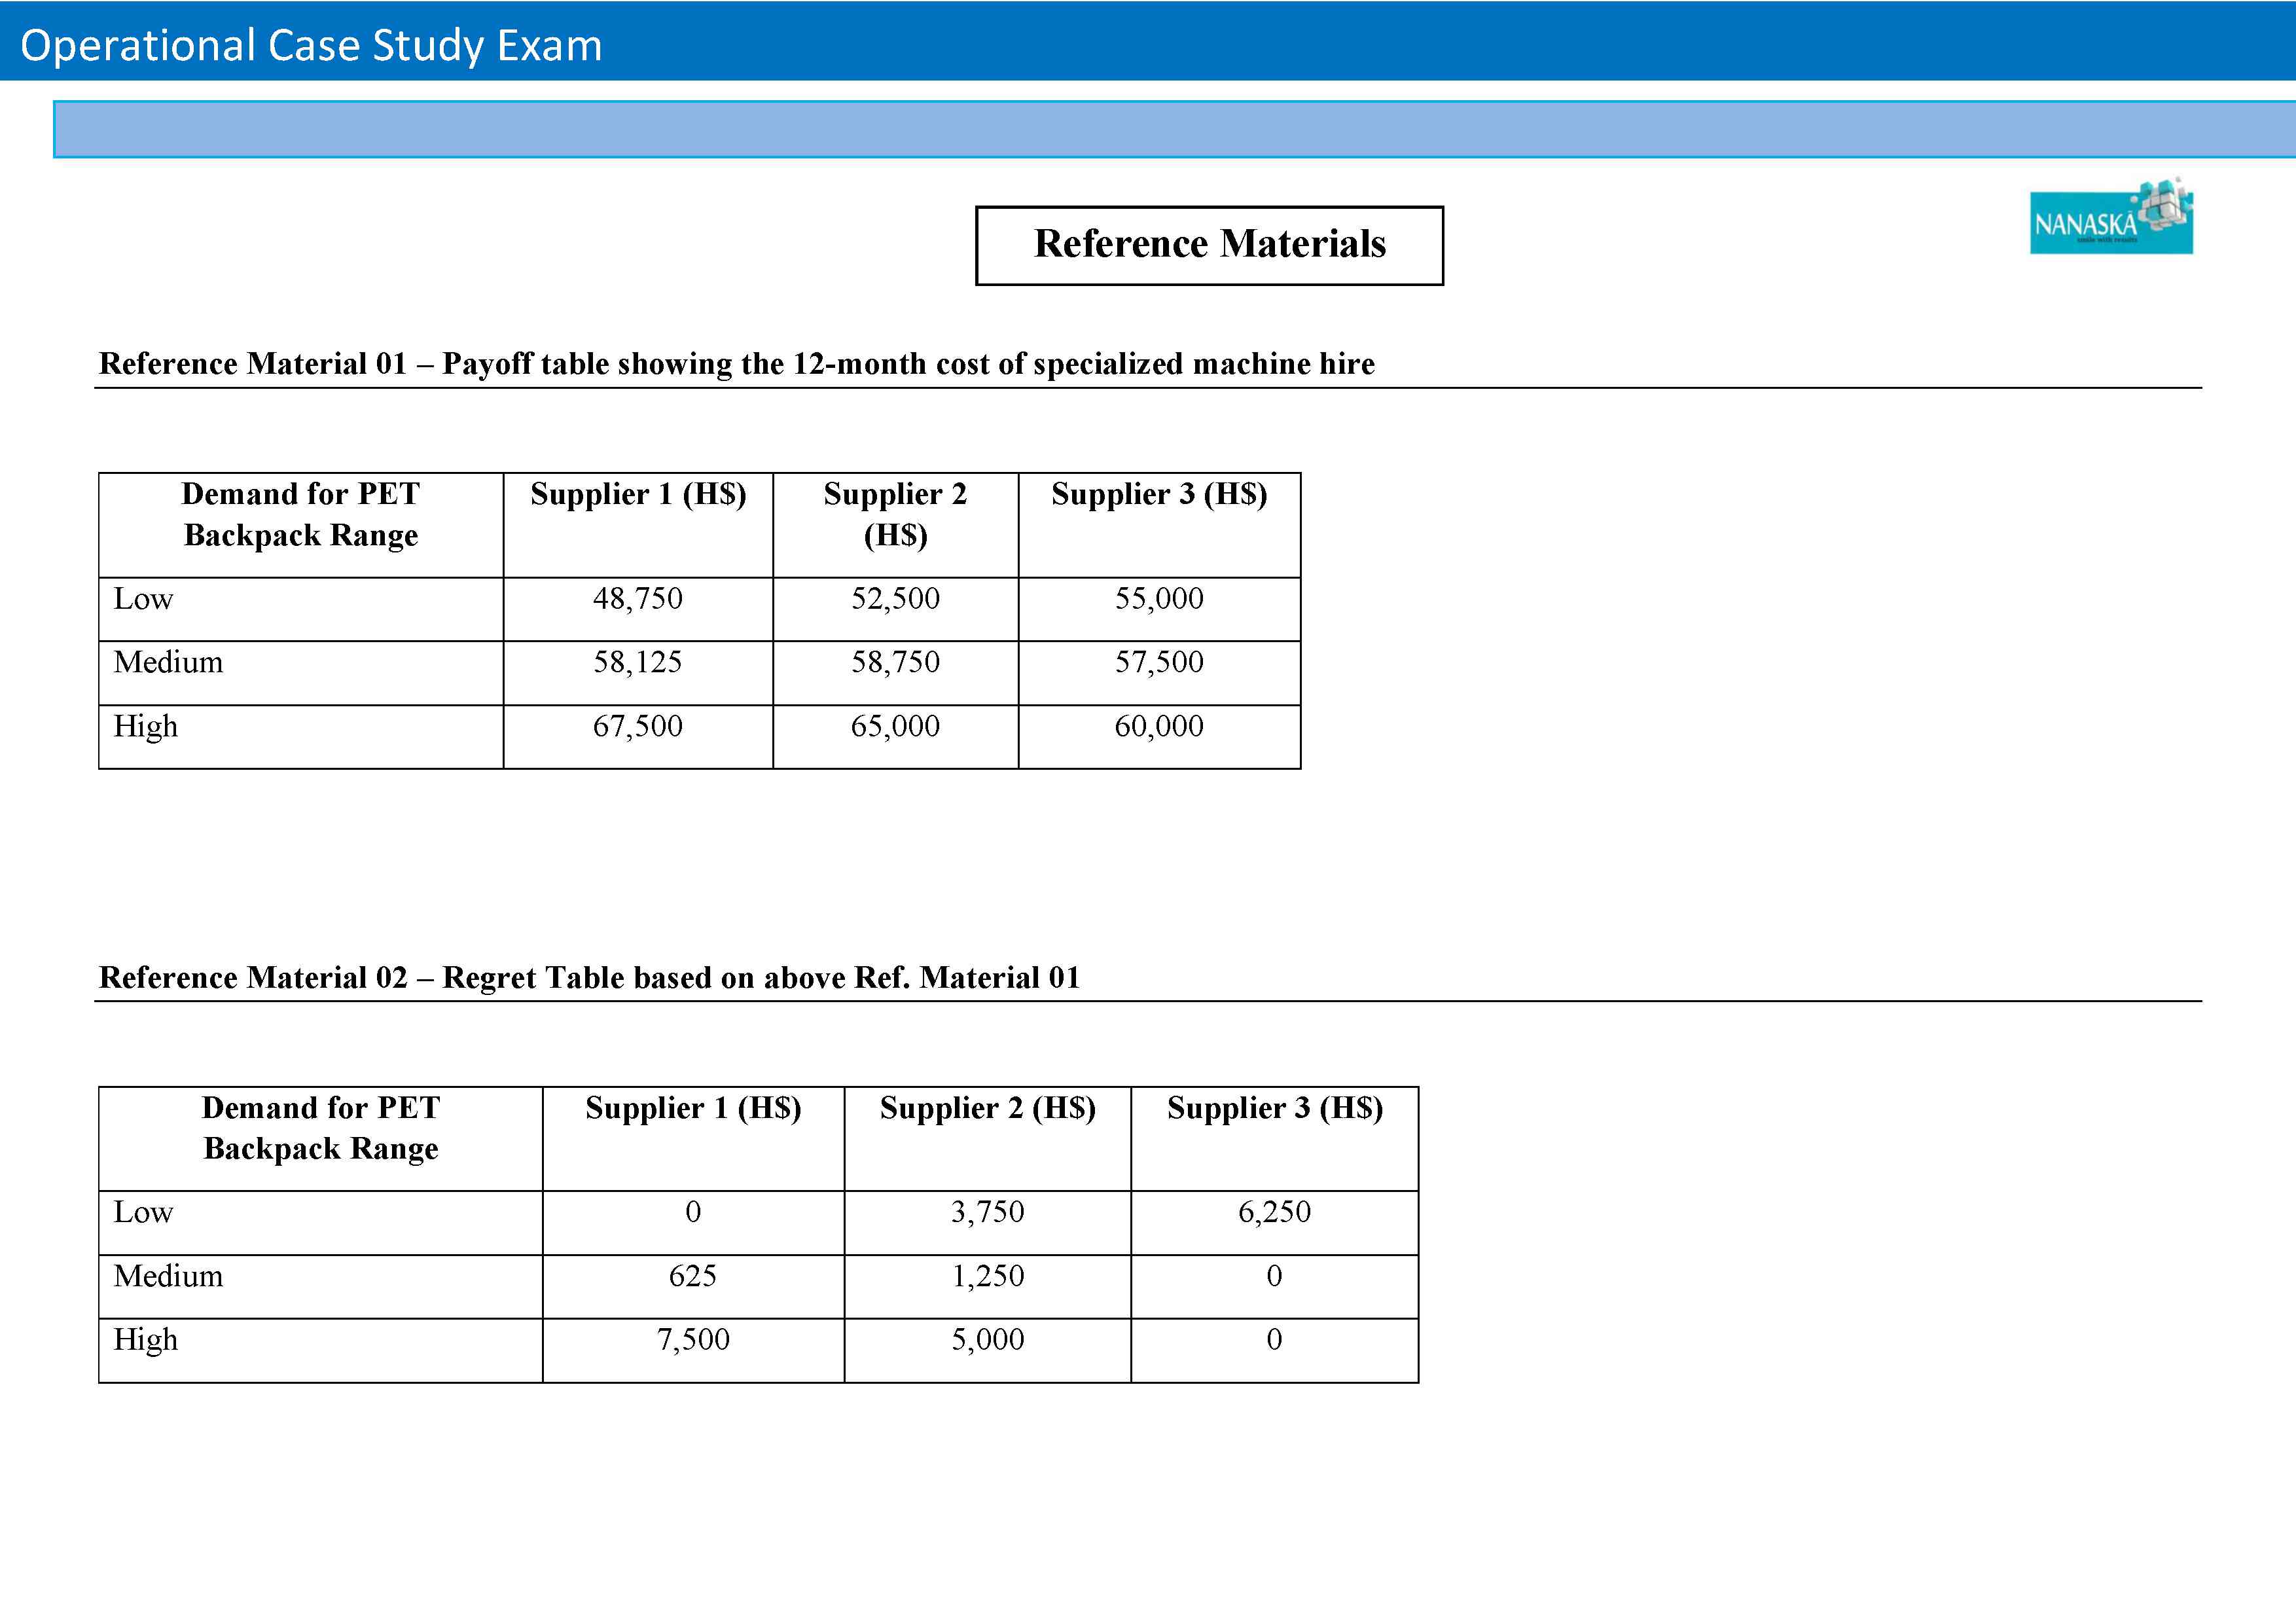 Operational Case Study Exam
NANASKA
smile with results
Reference Materials
Reference Material 01 – Payoff table showing the 12-month cost of specialized machine hire
Demand for PET Backpack Range Supplier 1 (H$) Supplier 2 (H$) Supplier 3 (H$)
Low 48,750 52,500 55,000
Medium 58,125 58,750 57,500
High 67,500 65,000 60,000
Reference Material 02 – Regret Table based on above Ref. Material 01
Demand for PET Backpack Range Supplier 1 (H$) Supplier 2 (H$) Supplier 3 (H$)
Low 0 3,750 6,250
Medium 625 1,250 0
High 7,500 5,000 0